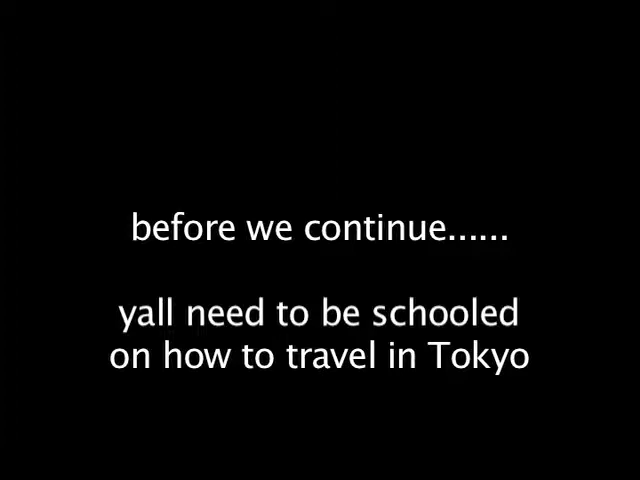 before we continue......
yall need to be schooled
on how to travel in Tokyo